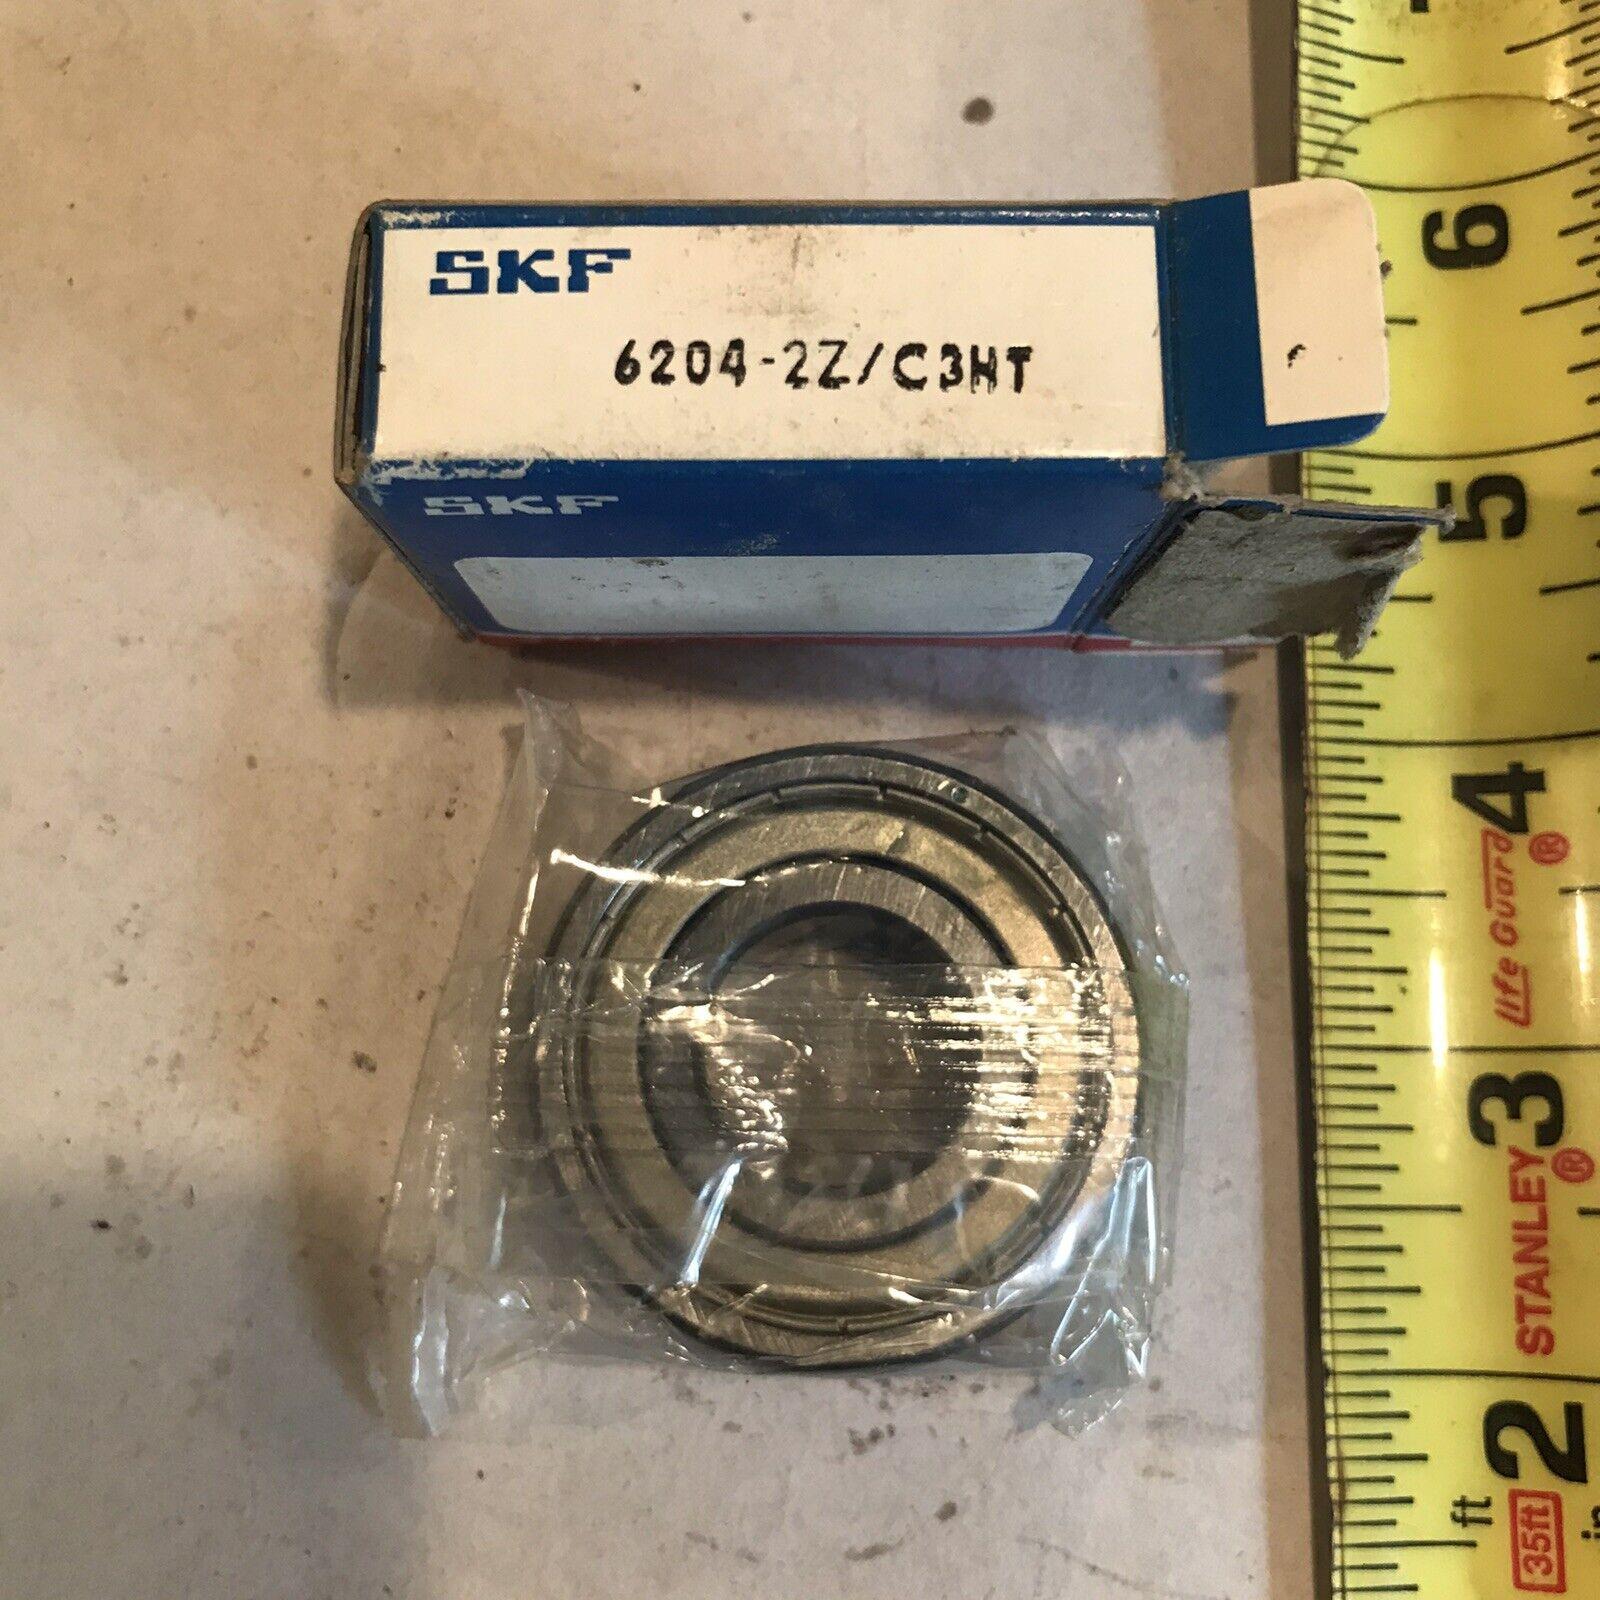 SKF
6204-2Z/C3HT
SKF
6
5
4
Life Guard®
3
STANLEY®
2
ft
35ft
in